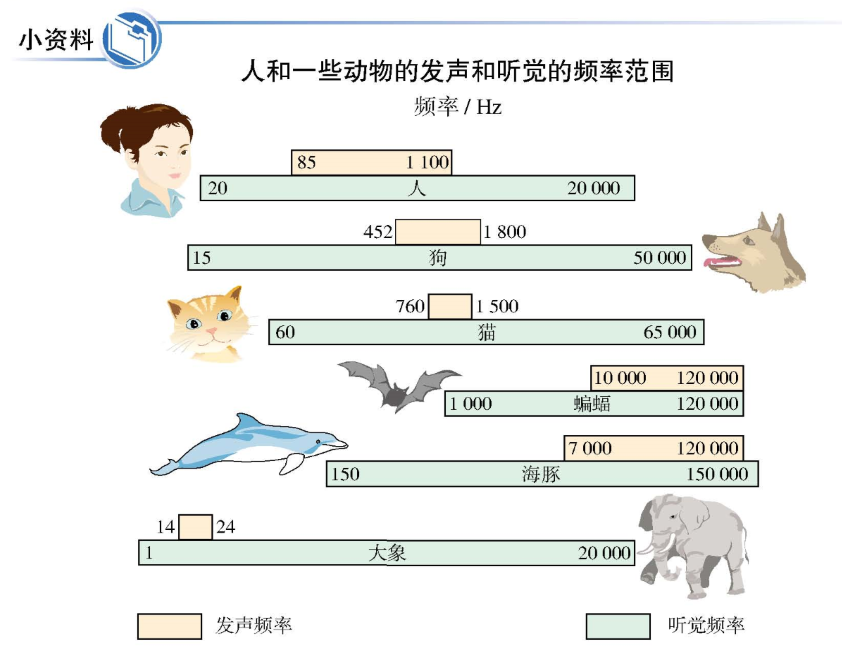 小资料
人和一些动物的发声和听觉的频率范围
频率 / Hz
85 1 100
20 人 20 000
452 1 800
15 狗 50 000
760 1 500
60 猫 65 000
10 000 120 000
1 000 蝙蝠 120 000
7 000 120 000
150 海豚 150 000
14 24
1 大象 20 000
发声频率 听觉频率